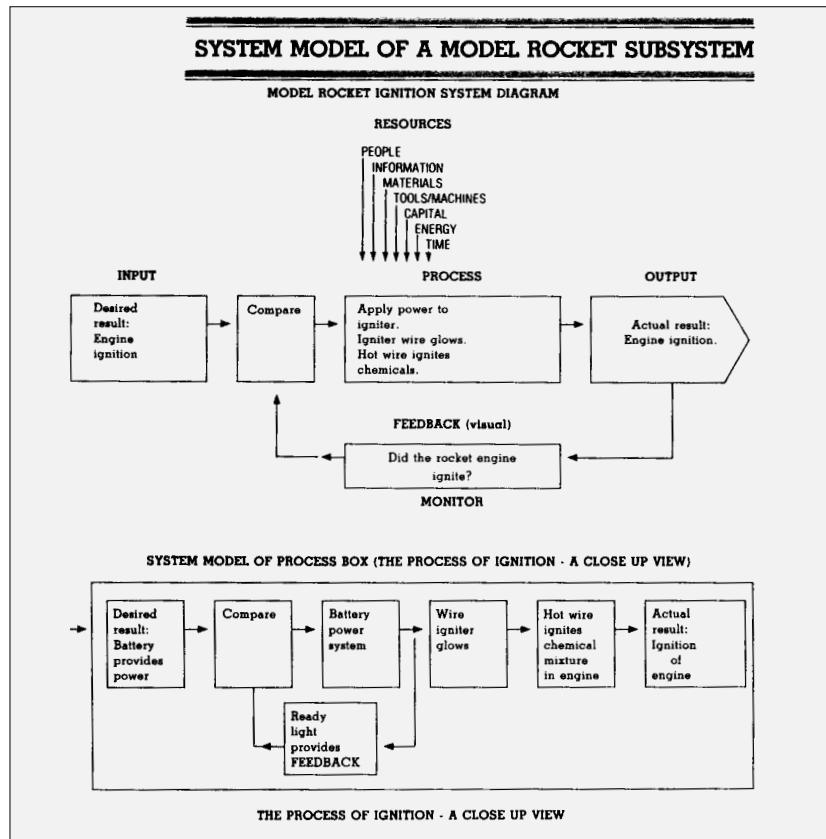 SYSTEM MODEL OF A MODEL ROCKET SUBSYSTEM
MODEL ROCKET IGNITION SYSTEM DIAGRAM
RESOURCES
PEOPLE
INFORMATION
MATERIALS
TOOLS/MACHINES
CAPITAL
ENERGY
TIME
INPUT
PROCESS
OUTPUT
Desired
result:
Engine
ignition
Compare
Apply power to
igniter.
Igniter wire glows.
Hot wire ignites
chemicals.
Actual result:
Engine ignition.
FEEDBACK (visual)
Did the rocket engine
ignite?
MONITOR
SYSTEM MODEL OF PROCESS BOX (THE PROCESS OF IGNITION - A CLOSE UP VIEW)
Desired
result:
Battery
provides
power
Compare
Battery
power
system
Wire
igniter
glows
Hot wire
ignites
chemical
mixture
in engine
Actual
result:
Ignition
of
engine
Ready
light
provides
FEEDBACK
THE PROCESS OF IGNITION - A CLOSE UP VIEW